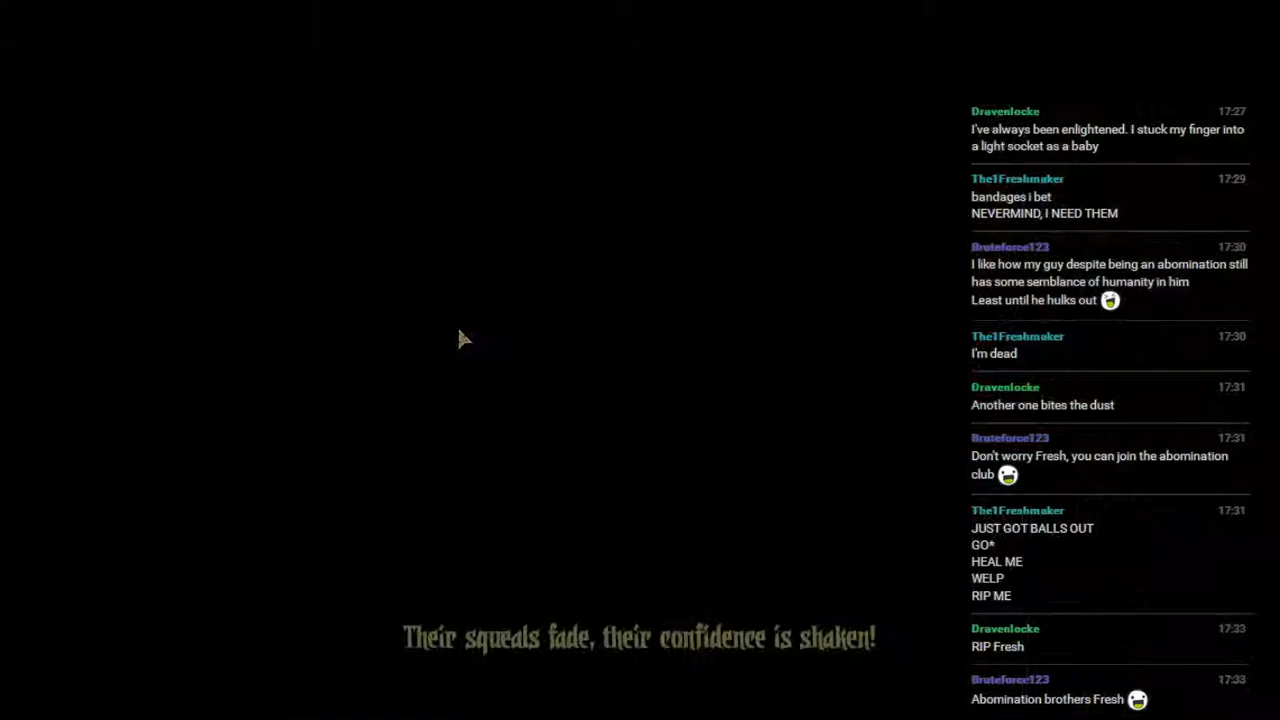 Dravenlocke 17:27
I've always been enlightened. I stuck my finger into
a light socket as a baby
The1Freshmaker 17:29
bandages i bet
NEVERMIND, I NEED THEM
Bruteforce123 17:30
I like how my guy despite being an abomination still
has some semblance of humanity in him
Least until he hulks out
The1Freshmaker 17:30
I'm dead
Dravenlocke 17:31
Another one bites the dust
Bruteforce123 17:31
Don't worry Fresh, you can join the abomination
club
The1Freshmaker 17:31
JUST GOT BALLS OUT
GO*
HEAL ME
WELP
RIP ME
Dravenlocke 17:33
RIP Fresh
Bruteforce123 17:33
Abomination brothers Fresh
Their squeals fade, their confidence is shaken!